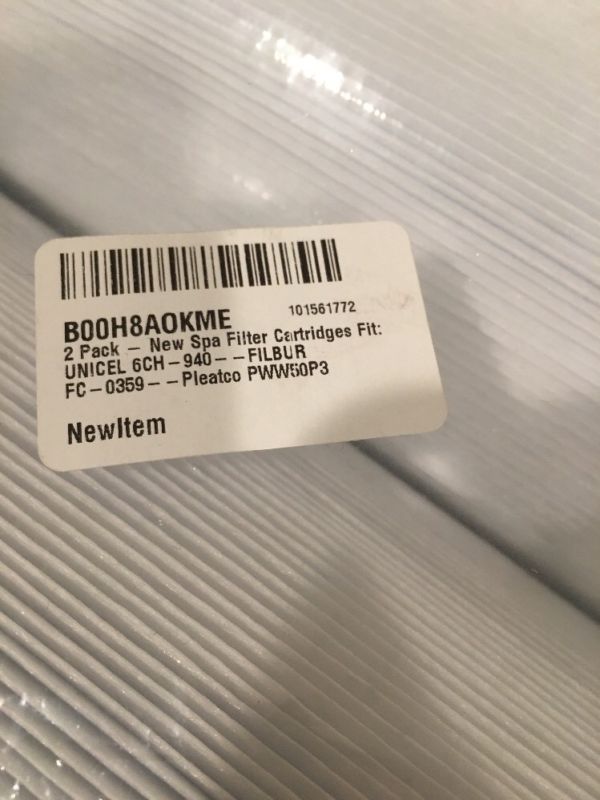 B00H8AOKME 101561772
2 Pack – New Spa Filter Cartridges Fit:
UNICEL 6CH–940– –FILBUR
FC–0359– –Pleatco PWW50P3
NewItem